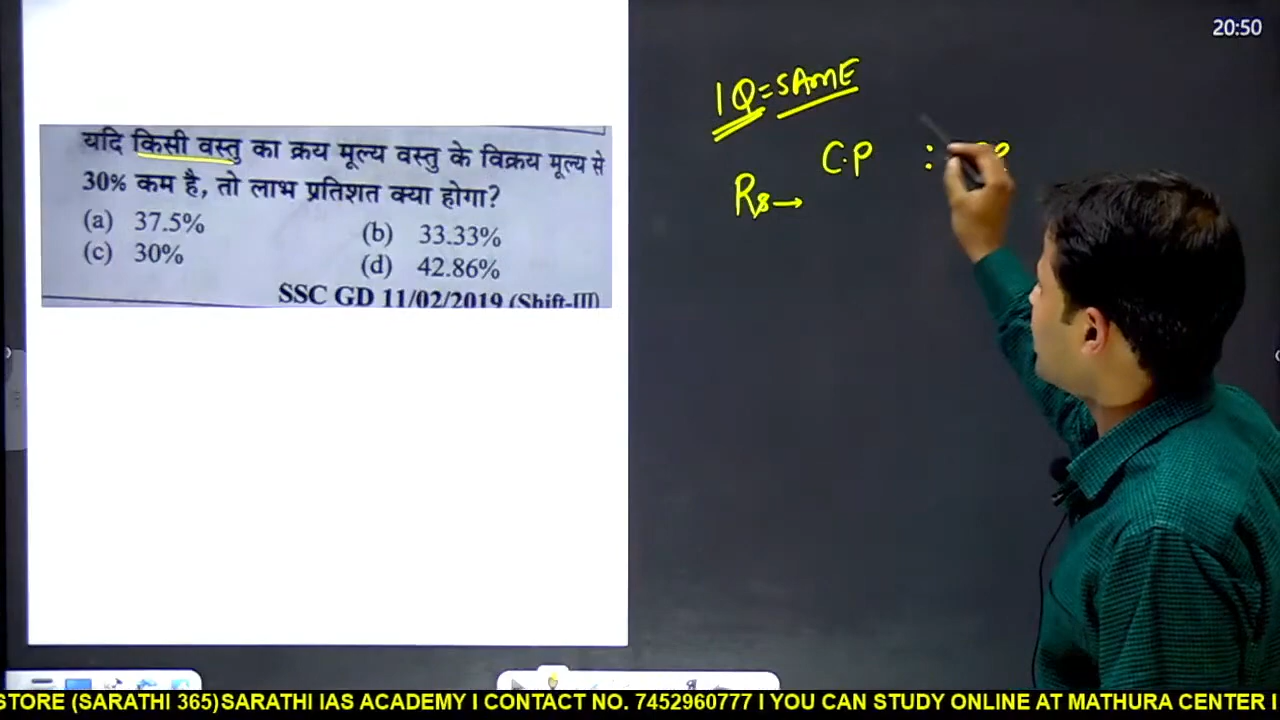 20:50
1 Q = SAME
C.P :
Rs →
यदि किसी वस्तु का क्रय मूल्य वस्तु के विक्रय मूल्य से
30% कम है, तो लाभ प्रतिशत क्या होगा?
(a) 37.5% (b) 33.33%
(c) 30% (d) 42.86%
SSC GD 11/02/2019 (Shift-III)
STORE (SARATHI 365)SARATHI IAS ACADEMY I CONTACT NO. 7452960777 I YOU CAN STUDY ONLINE AT MATHURA CENTER I